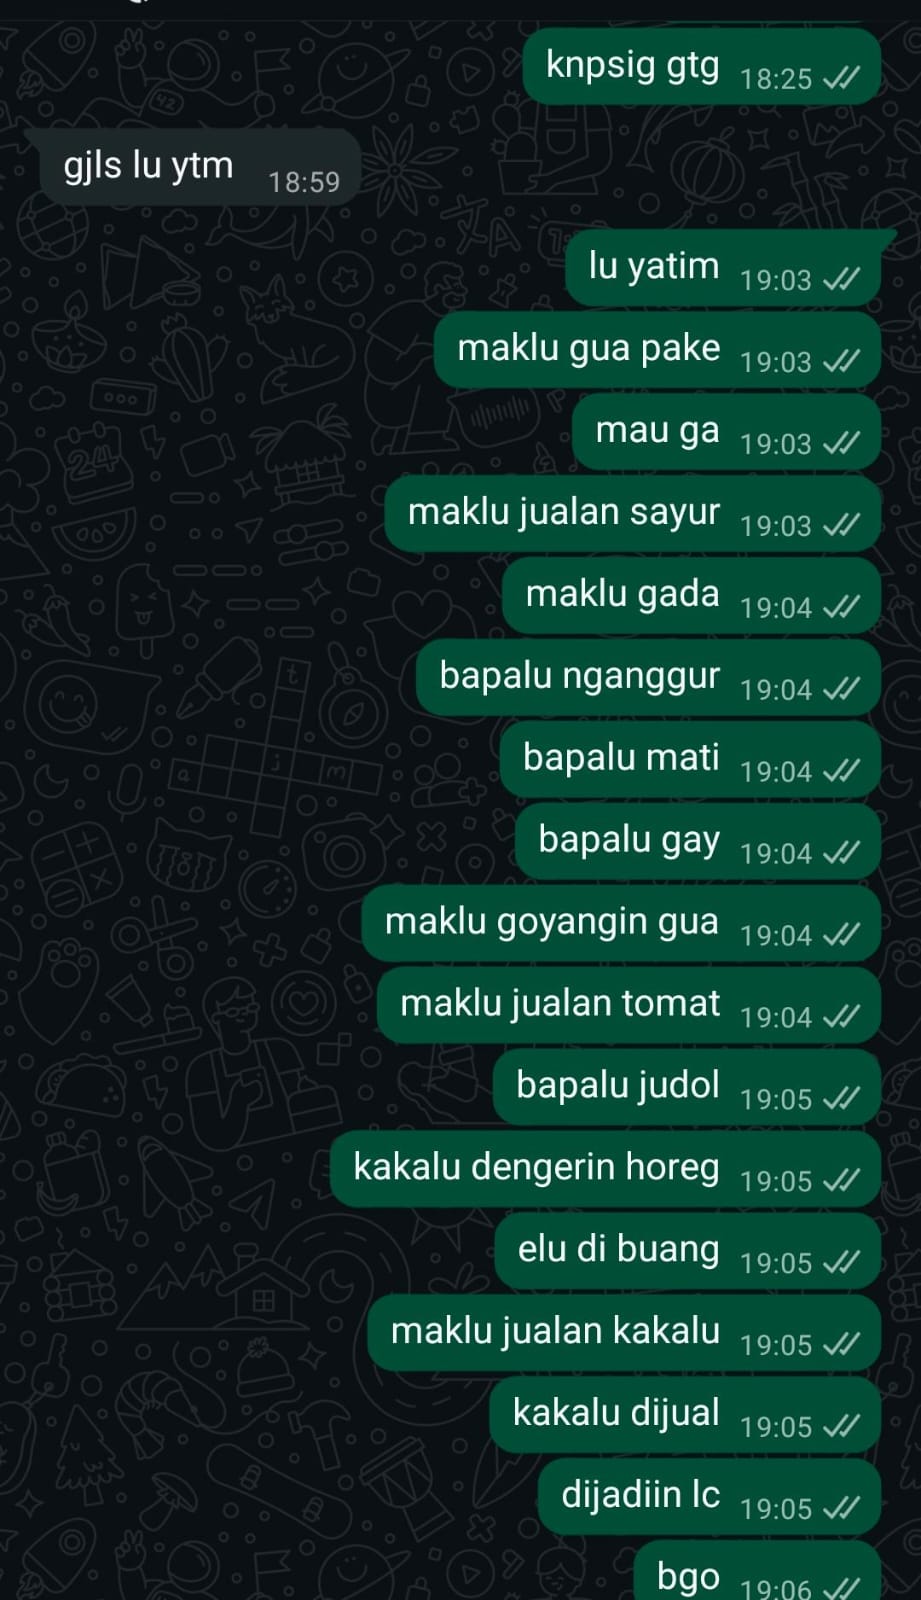 knpsig gtg 18:25
gjls lu ytm 18:59
lu yatim 19:03
maklu gua pake 19:03
mau ga 19:03
maklu jualan sayur 19:03
maklu gada 19:04
bapalu nganggur 19:04
bapalu mati 19:04
bapalu gay 19:04
maklu goyangin gua 19:04
maklu jualan tomat 19:04
bapalu judol 19:05
kakalu dengerin horeg 19:05
elu di buang 19:05
maklu jualan kakalu 19:05
kakalu dijual 19:05
dijadiin lc 19:05
bgo 19:06